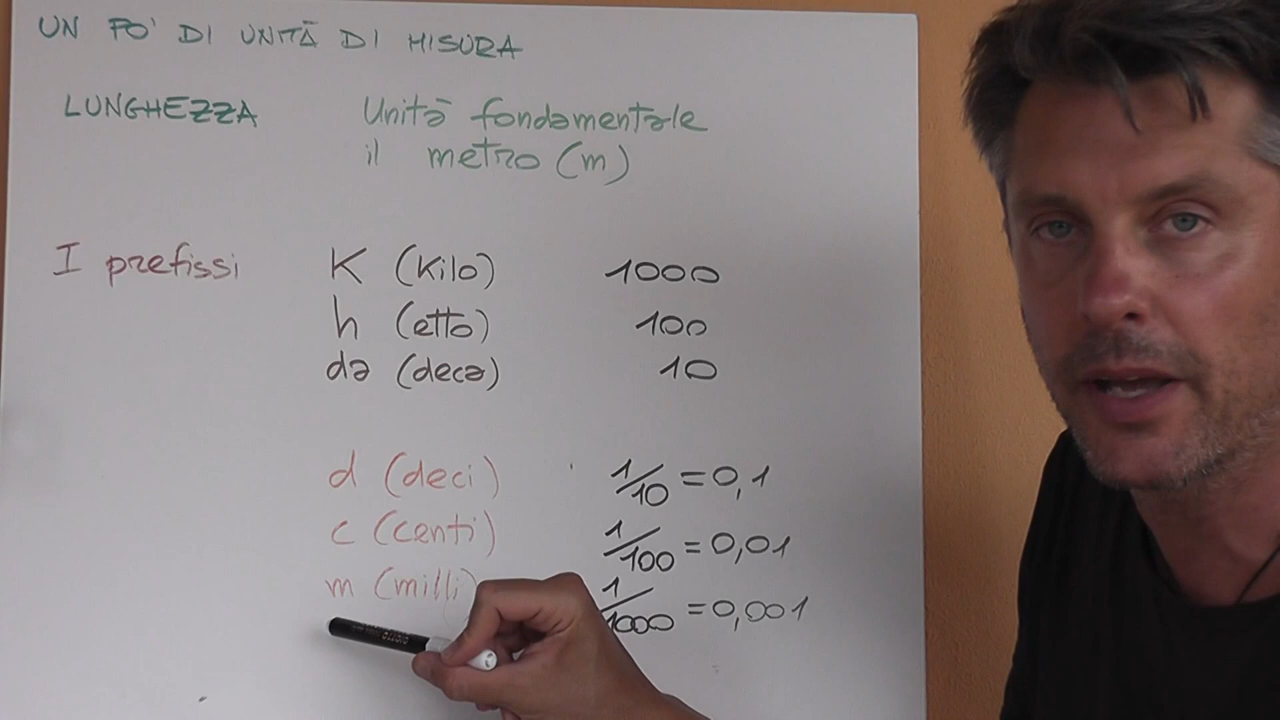 UN PO' DI UNITÀ DI MISURA
LUNGHEZZA Unità fondamentale
il metro (m)
I prefissi K (Kilo) 1000
h (etto) 100
da (deca) 10
d (deci) 1/10 = 0,1
c (centi) 1/100 = 0,01
m (milli) 1/1000 = 0,001